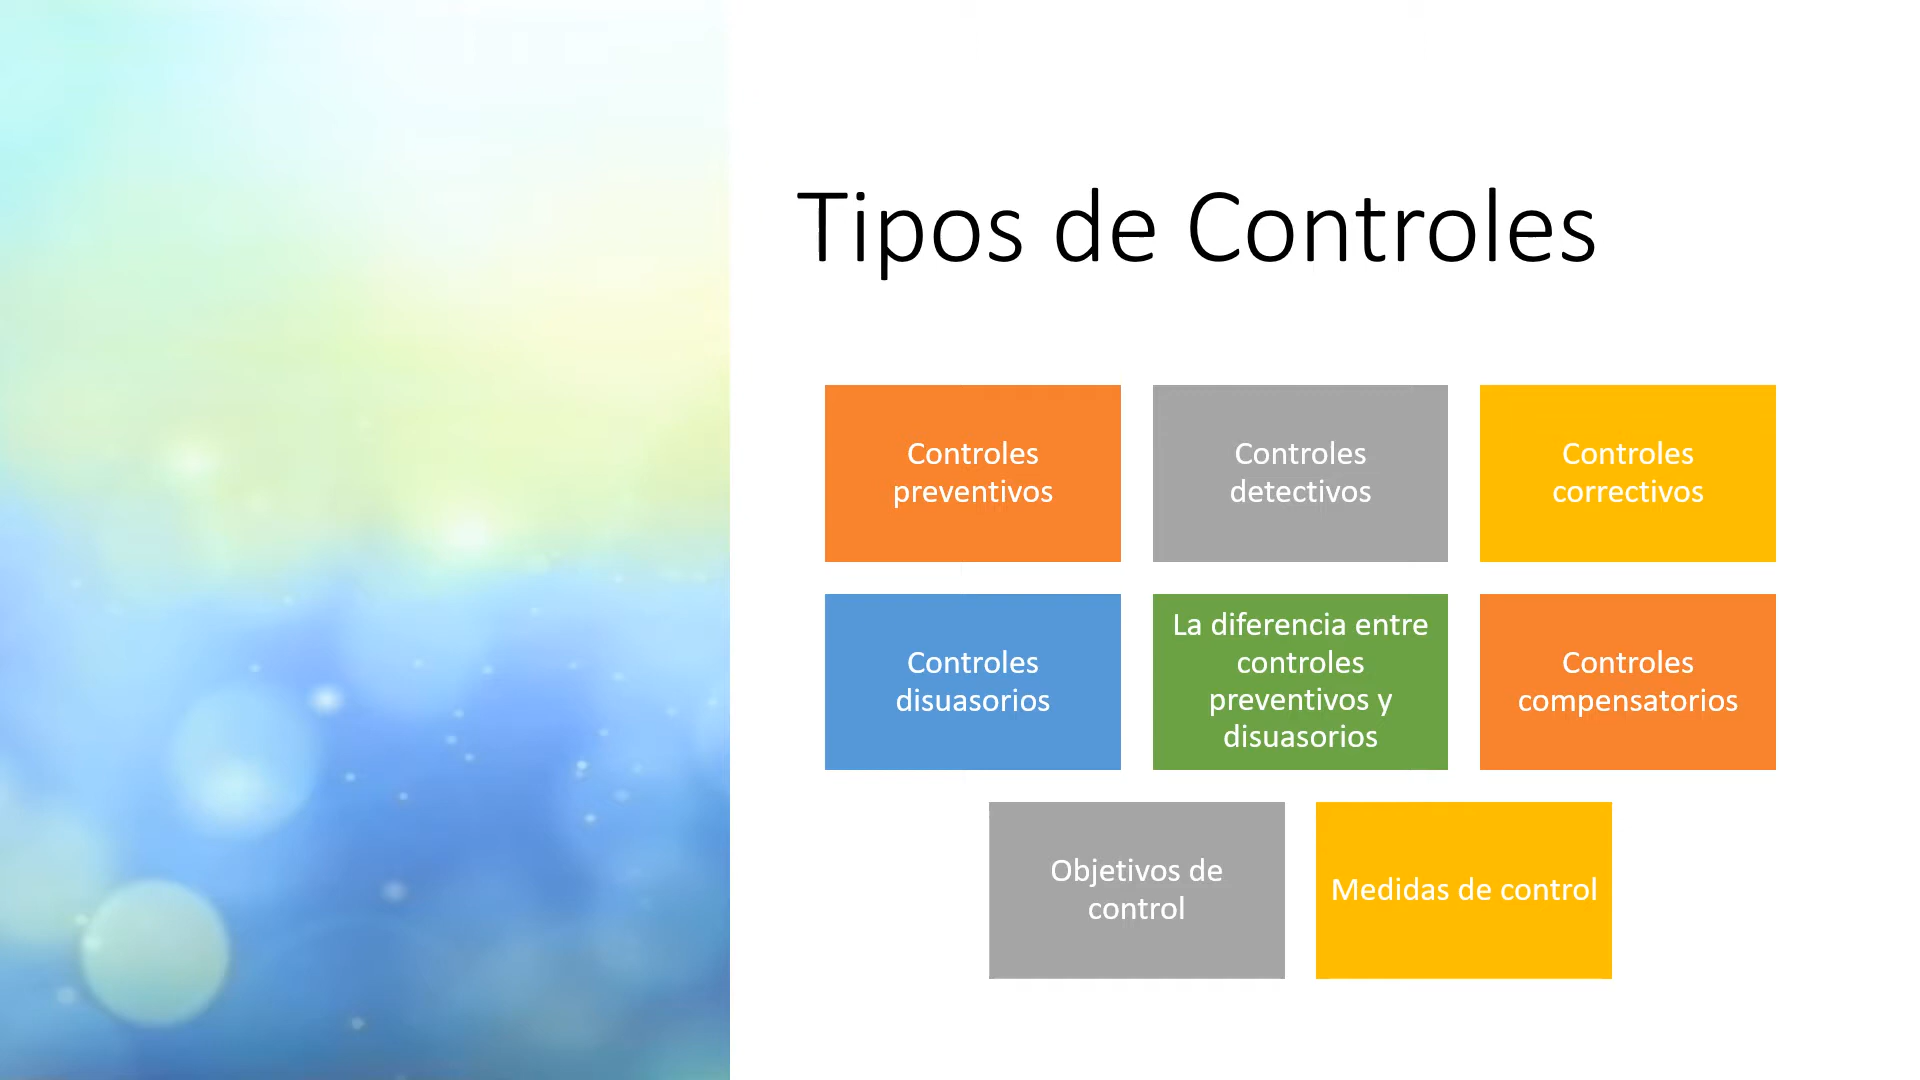 Tipos de Controles
Controles
preventivos
Controles
detectivos
Controles
correctivos
Controles
disuasorios
La diferencia entre
controles
preventivos y
disuasorios
Controles
compensatorios
Objetivos de
control
Medidas de control